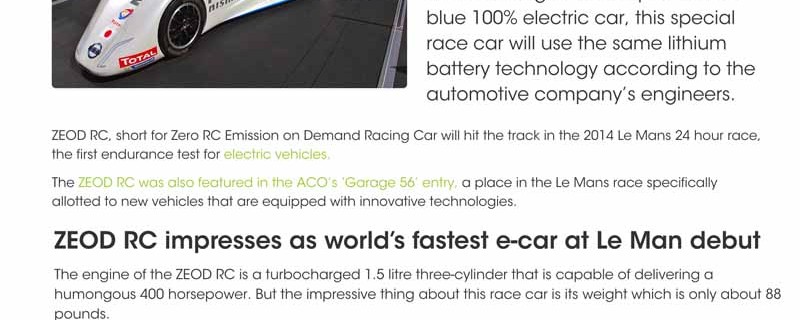 blue 100% electric car, this special
race car will use the same lithium
battery technology according to the
automotive company's engineers.
TOTAL
ZEOD RC, short for Zero RC Emission on Demand Racing Car will hit the track in the 2014 Le Mans 24 hour race,
the first endurance test for electric vehicles.
The ZEOD RC was also featured in the ACO's 'Garage 56' entry, a place in the Le Mans race specifically
allotted to new vehicles that are equipped with innovative technologies.
ZEOD RC impresses as world's fastest e-car at Le Man debut
The engine of the ZEOD RC is a turbocharged 1.5 litre three-cylinder that is capable of delivering a
humongous 400 horsepower. But the impressive thing about this race car is its weight which is only about 88
pounds.